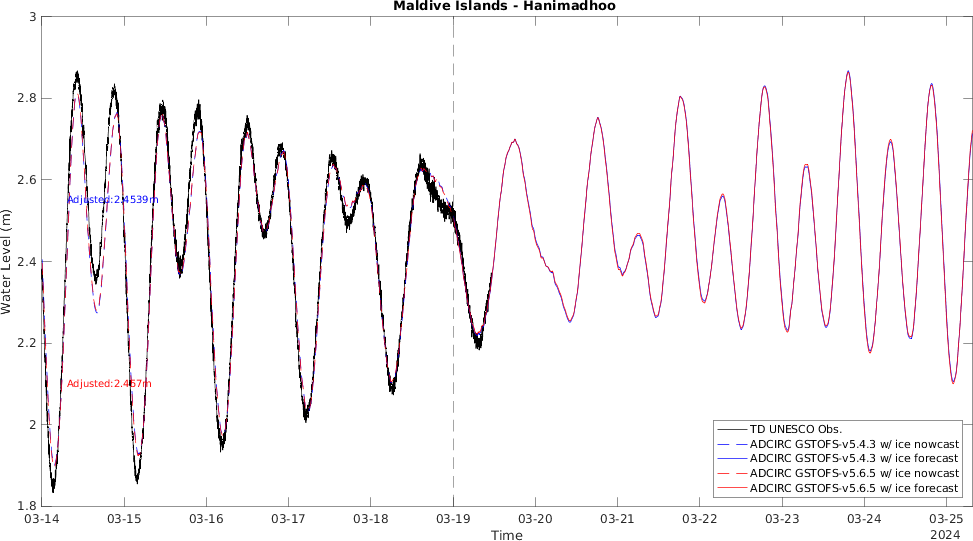 Maldive Islands - Hanimadhoo
3
2.8
2.6
2.4
2.2
2
1.8
Water Level (m)
Adjusted:2.4539m
Adjusted:2.467m
TD UNESCO Obs.
ADCIRC GSTOFS-v5.4.3 w/ ice nowcast
ADCIRC GSTOFS-v5.4.3 w/ ice forecast
ADCIRC GSTOFS-v5.6.5 w/ ice nowcast
ADCIRC GSTOFS-v5.6.5 w/ ice forecast
03-14 03-15 03-16 03-17 03-18 03-19 03-20 03-21 03-22 03-23 03-24 03-25
Time
2024